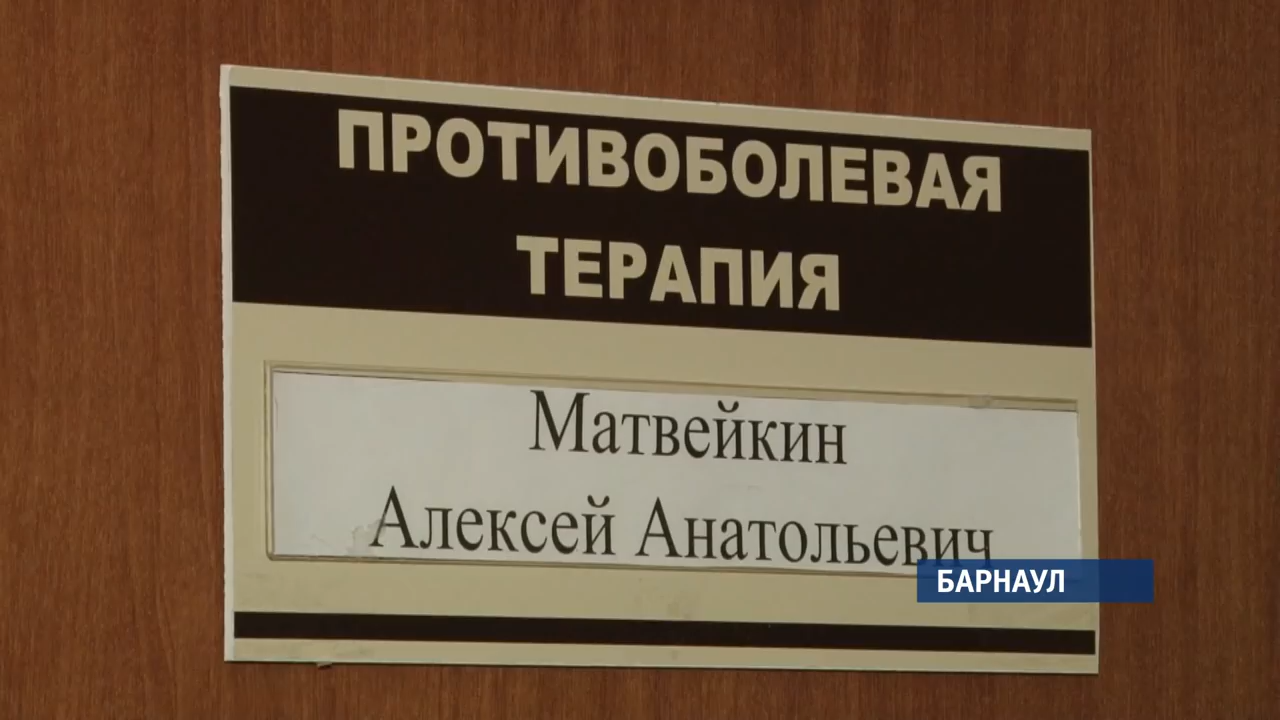 ПРОТИВОБОЛЕВАЯ
ТЕРАПИЯ
Матвейкин
Алексей Анатольевич
БАРНАУЛ